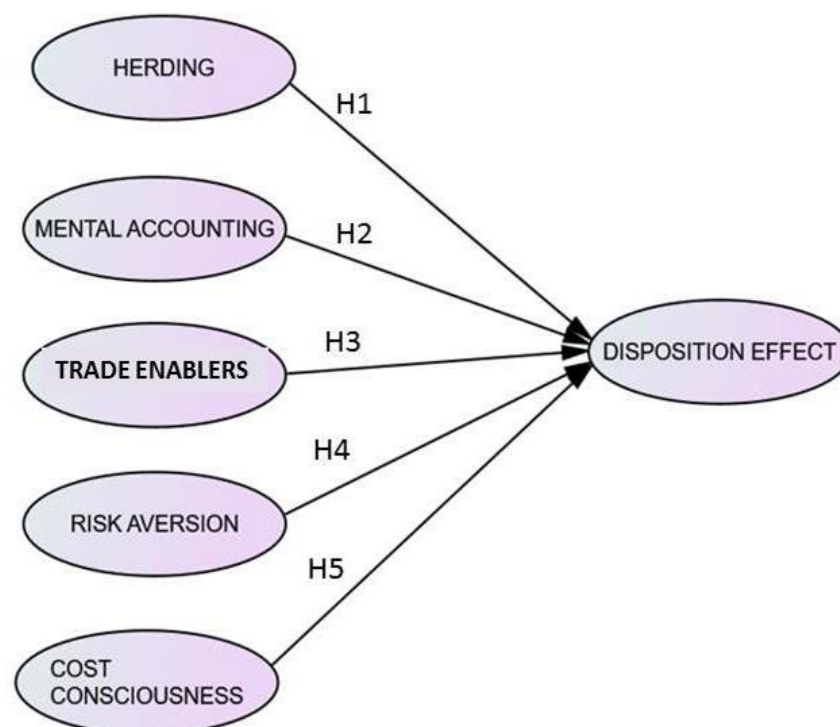 HERDING
H1
MENTAL ACCOUNTING
H2
TRADE ENABLERS
H3
DISPOSITION EFFECT
RISK AVERSION
H4
COST
CONSCIOUSNESS
H5